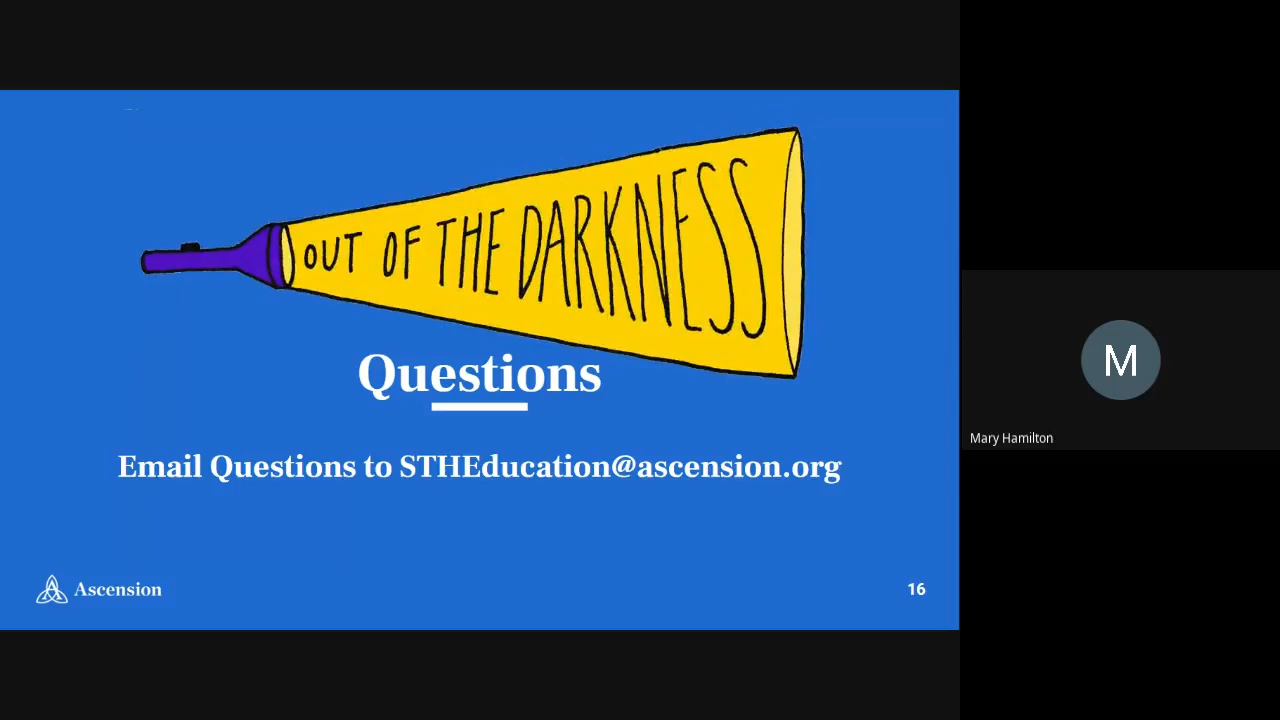 OUT OF THE DARKNESS
Questions
Email Questions to STHEducation@ascension.org
Ascension
16
M
Mary Hamilton